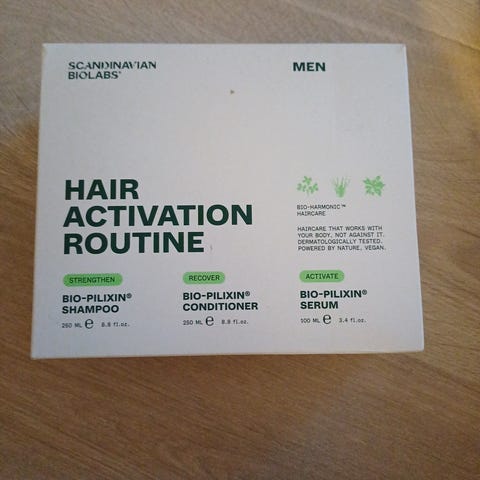 SCANDINAVIAN
BIOLABS®
MEN
HAIR
ACTIVATION
ROUTINE
BIO-HARMONIC™
HAIRCARE
HAIRCARE THAT WORKS WITH
YOUR BODY, NOT AGAINST IT.
DERMATOLOGICALLY TESTED.
POWERED BY NATURE, VEGAN.
STRENGTHEN
BIO-PILIXIN®
SHAMPOO
250 ML ℮ 8.8 fl.oz.
RECOVER
BIO-PILIXIN®
CONDITIONER
250 ML ℮ 8.8 fl.oz.
ACTIVATE
BIO-PILIXIN®
SERUM
100 ML ℮ 3.4 fl.oz.